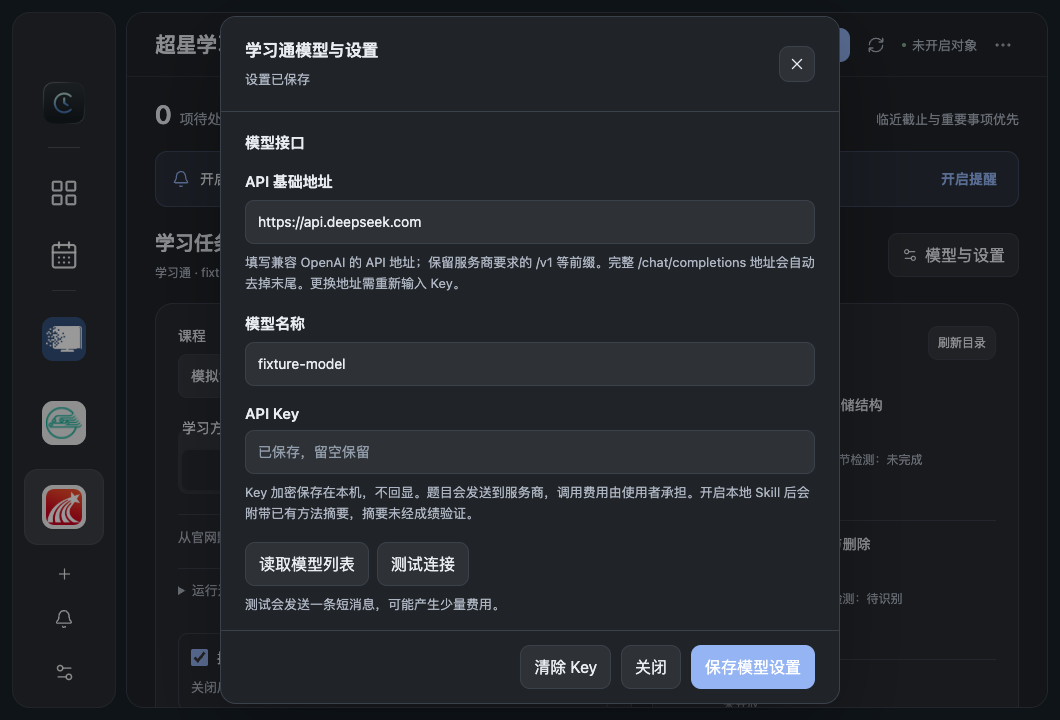 超星学
学习通模型与设置
设置已保存
未开启对象
0 项待处
临近截止与重要事项优先
开启提醒
学习任务
学习通 · fixt
模型与设置
模型接口
API 基础地址
https://api.deepseek.com
填写兼容 OpenAI 的 API 地址；保留服务商要求的 /v1 等前缀。完整 /chat/completions 地址会自动
去掉末尾。更换地址需重新输入 Key。
模型名称
fixture-model
API Key
已保存，留空保留
Key 加密保存在本机，不回显。题目会发送到服务商，调用费用由使用者承担。开启本地 Skill 后会
附带已有方法摘要，摘要未经成绩验证。
读取模型列表
测试连接
测试会发送一条短消息，可能产生少量费用。
清除 Key
关闭
保存模型设置
课程
刷新目录
模拟
储结构
学习方
节检测：未完成
从官网
删除
运行
检测：待识别
关闭